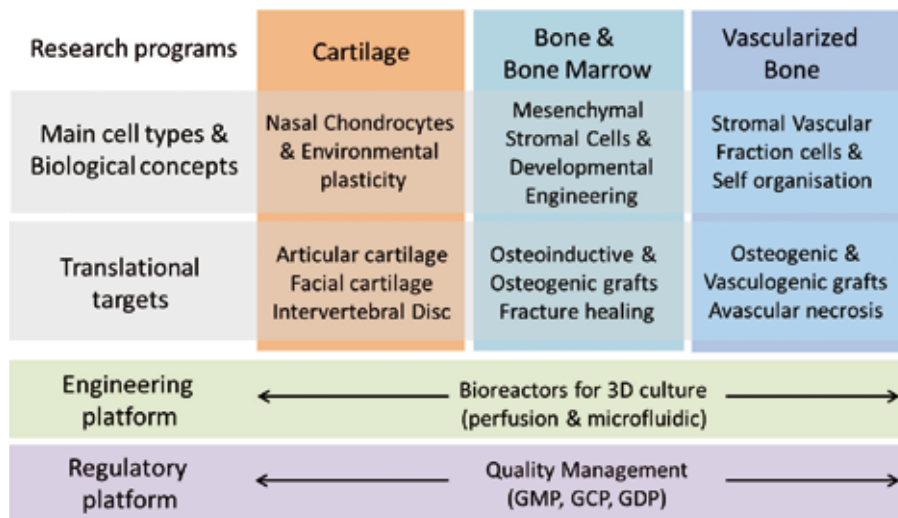 Research programs
Cartilage
Bone &
Bone Marrow
Vascularized
Bone
Main cell types &
Biological concepts
Nasal Chondrocytes
& Environmental
plasticity
Mesenchymal
Stromal Cells &
Developmental
Engineering
Stromal Vascular
Fraction cells &
Self organisation
Translational
targets
Articular cartilage
Facial cartilage
Intervertebral Disc
Osteoinductive &
Osteogenic grafts
Fracture healing
Osteogenic &
Vasculogenic grafts
Avascular necrosis
Engineering
platform
Bioreactors for 3D culture
(perfusion & microfluidic)
Regulatory
platform
Quality Management
(GMP, GCP, GDP)